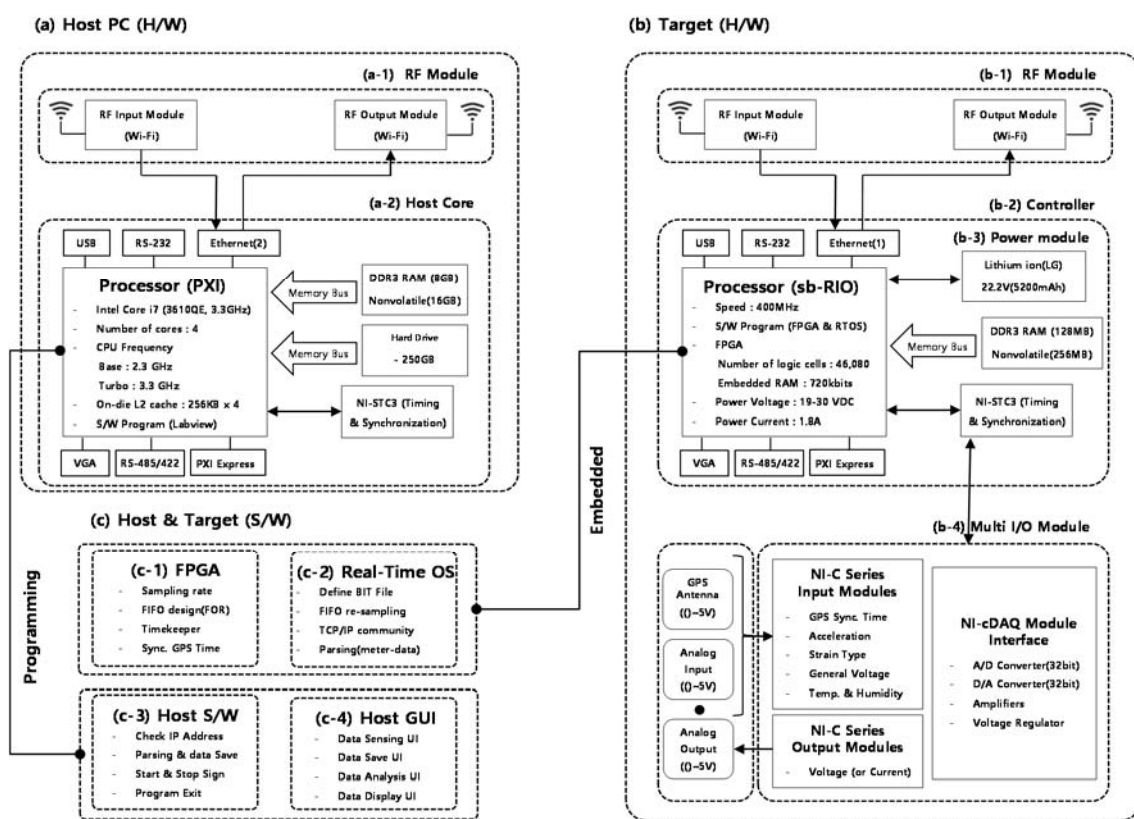 (a) Host PC (H/W)
(a-1) RF Module
RF Input Module
(Wi-Fi)
RF Output Module
(Wi-Fi)
(a-2) Host Core
USB
RS-232
Ethernet(2)
Processor (PXI)
- Intel Core i7 (3610QE, 3.3GHz)
- Number of cores : 4
- CPU Frequency
Base : 2.3 GHz
Turbo : 3.3 GHz
- On-die L2 cache : 256KB x 4
- S/W Program (Labview)
Memory Bus
DDR3 RAM (8GB)
Nonvolatile(16GB)
Memory Bus
Hard Drive
- 250GB
NI-STC3 (Timing
& Synchronization)
VGA
RS-485/422
PXI Express
(b) Target (H/W)
(b-1) RF Module
RF Input Module
(Wi-Fi)
RF Output Module
(Wi-Fi)
(b-2) Controller
USB
RS-232
Ethernet(1)
(b-3) Power module
Lithium ion(LG)
22.2V(5200mAh)
Processor (sb-RIO)
- Speed : 400MHz
- S/W Program (FPGA & RTOS)
- FPGA
Number of logic cells : 46,080
Embedded RAM : 720kbits
- Power Voltage : 19-30 VDC
- Power Current : 1.8A
Memory Bus
DDR3 RAM (128MB)
Nonvolatile(256MB)
NI-STC3 (Timing
& Synchronization)
VGA
RS-485/422
PXI Express
(b-4) Multi I/O Module
GPS
Antenna
(()~5V)
Analog
Input
(()~5V)
Analog
Output
(()~5V)
NI-C Series
Input Modules
- GPS Sync. Time
- Acceleration
- Strain Type
- General Voltage
- Temp. & Humidity
NI-C Series
Output Modules
- Voltage (or Current)
NI-cDAQ Module
Interface
- A/D Converter(32bit)
- D/A Converter(32bit)
- Amplifiers
- Voltage Regulator
Programming
Embedded
(c) Host & Target (S/W)
(c-1) FPGA
- Sampling rate
- FIFO design(FOR)
- Timekeeper
- Sync. GPS Time
(c-2) Real-Time OS
- Define BIT File
- FIFO re-sampling
- TCP/IP community
- Parsing(meter-data)
(c-3) Host S/W
- Check IP Address
- Parsing & data Save
- Start & Stop Sign
- Program Exit
(c-4) Host GUI
- Data Sensing UI
- Data Save UI
- Data Analysis UI
- Data Display UI